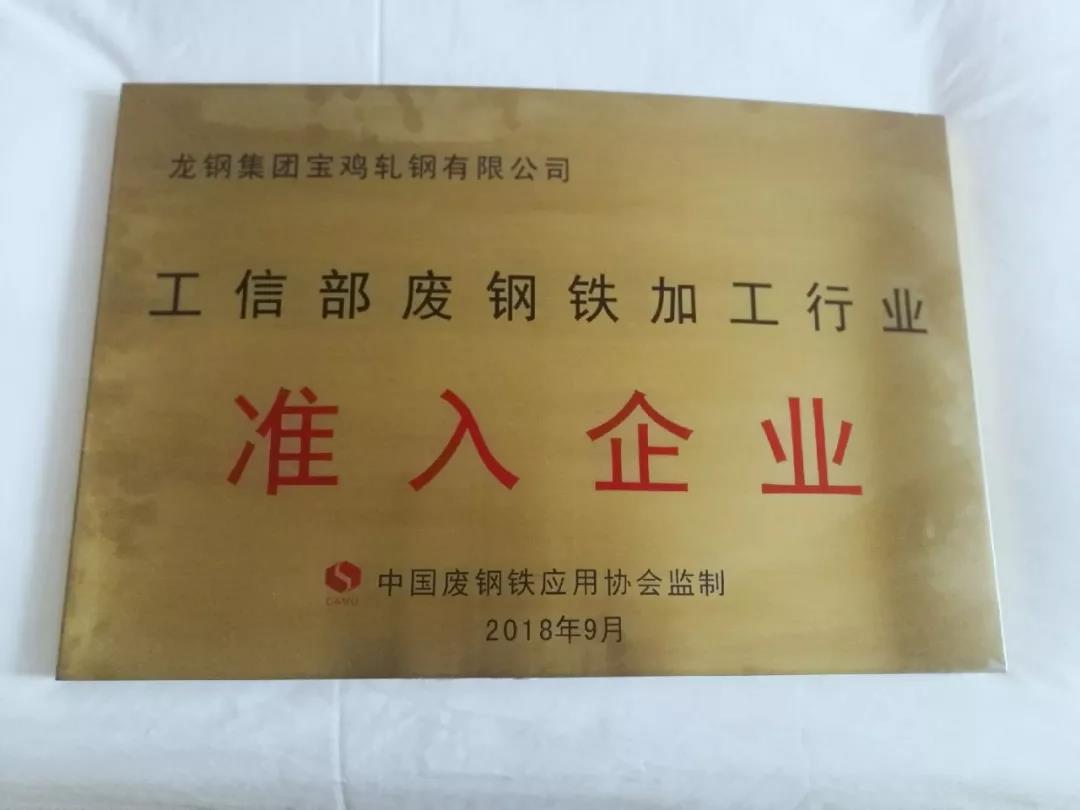 龙钢集团宝鸡轧钢有限公司
工信部废钢铁加工行业
准入企业
中国废钢铁应用协会监制
CAMU
2018年9月